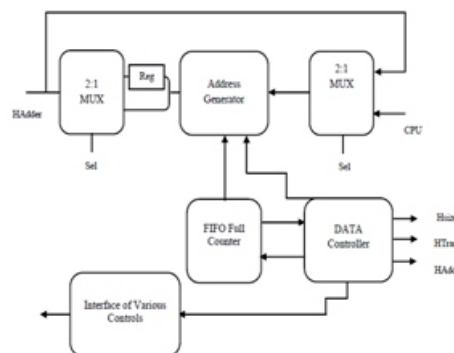 2:1
MUX
Reg
Address
Generator
2:1
MUX
HAdder
CPU
Sel
Sel
FIFO Full
Counter
DATA
Controller
Interface of Various
Controls